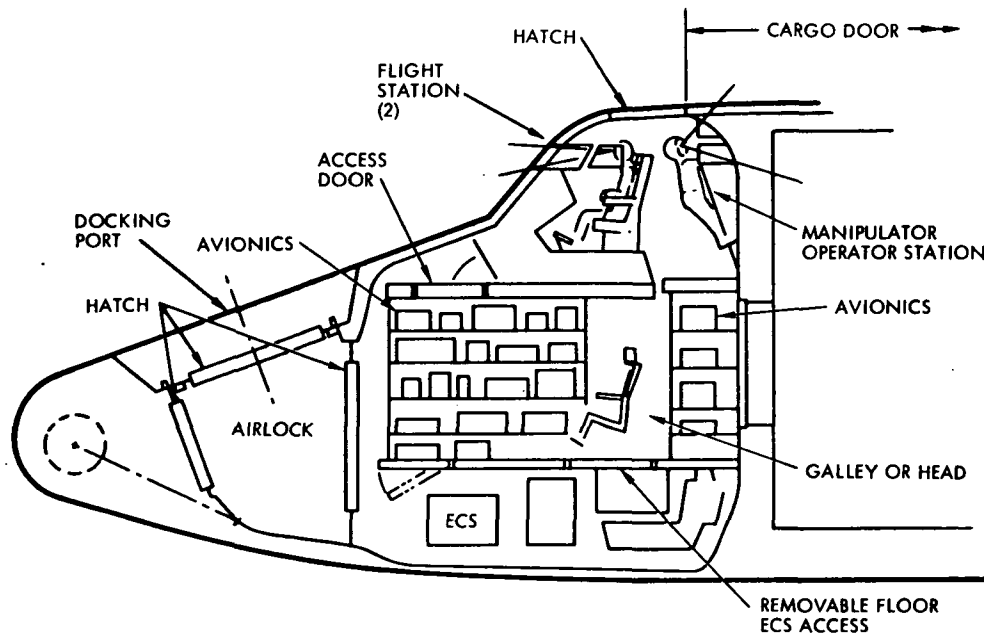 CARGO DOOR
HATCH
FLIGHT
STATION
(2)
ACCESS
DOOR
DOCKING
PORT
AVIONICS
HATCH
MANIPULATOR
OPERATOR STATION
AVIONICS
AIRLOCK
GALLEY OR HEAD
ECS
REMOVABLE FLOOR
ECS ACCESS